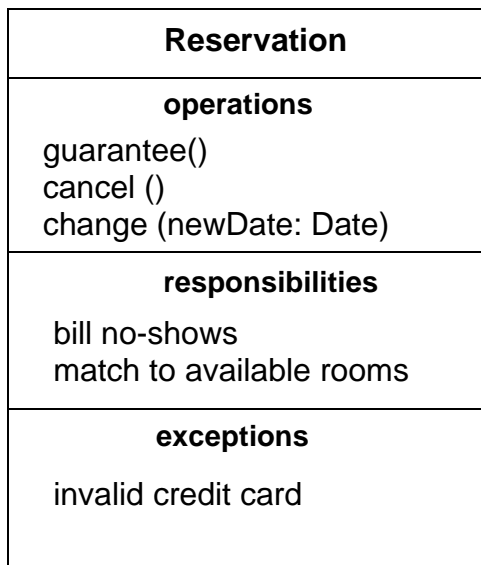 Reservation
operations
guarantee()
cancel ()
change (newDate: Date)
responsibilities
bill no-shows
match to available rooms
exceptions
invalid credit card